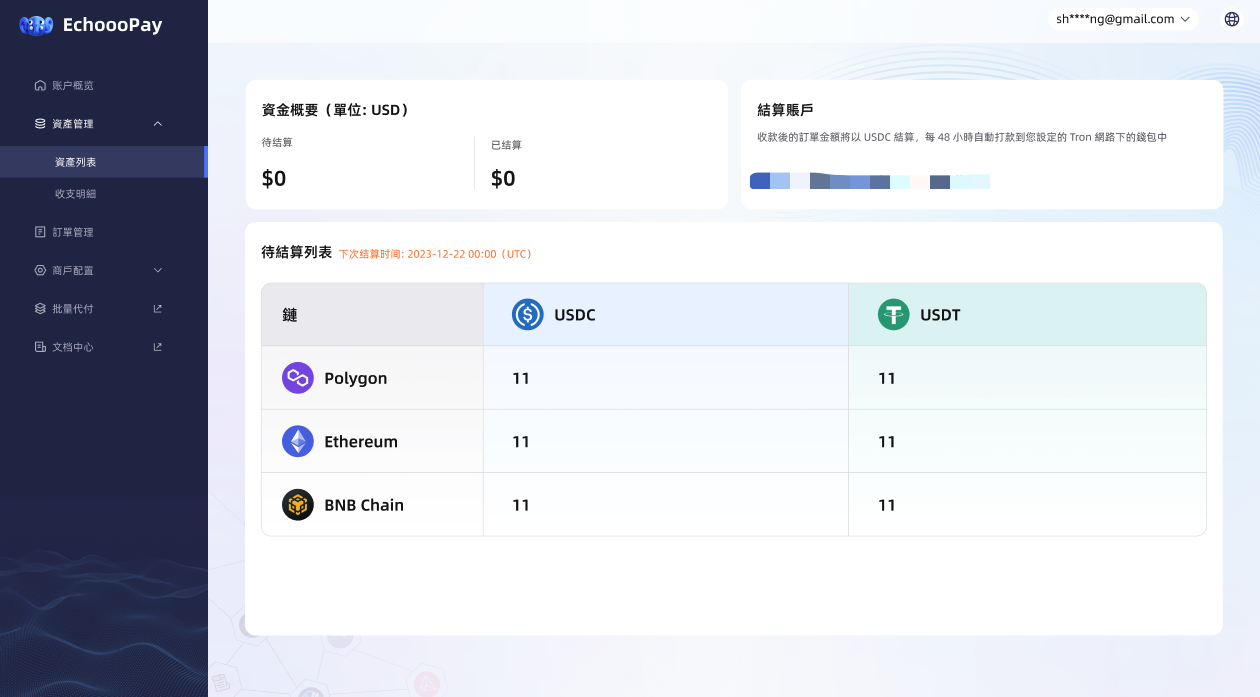 EchoooPay
sh****ng@gmail.com
账户概览
資產管理
資產列表
收支明細
訂單管理
商戶配置
批量代付
文档中心
資金概要（單位: USD）
待結算
$0
已结算
$0
結算賬戶
收款後的訂單金額將以 USDC 結算，每 48 小時自動打款到您設定的 Tron 網路下的錢包中
待結算列表 下次结算时间: 2023-12-22 00:00（UTC）
鏈 USDC USDT
Polygon 11 11
Ethereum 11 11
BNB Chain 11 11